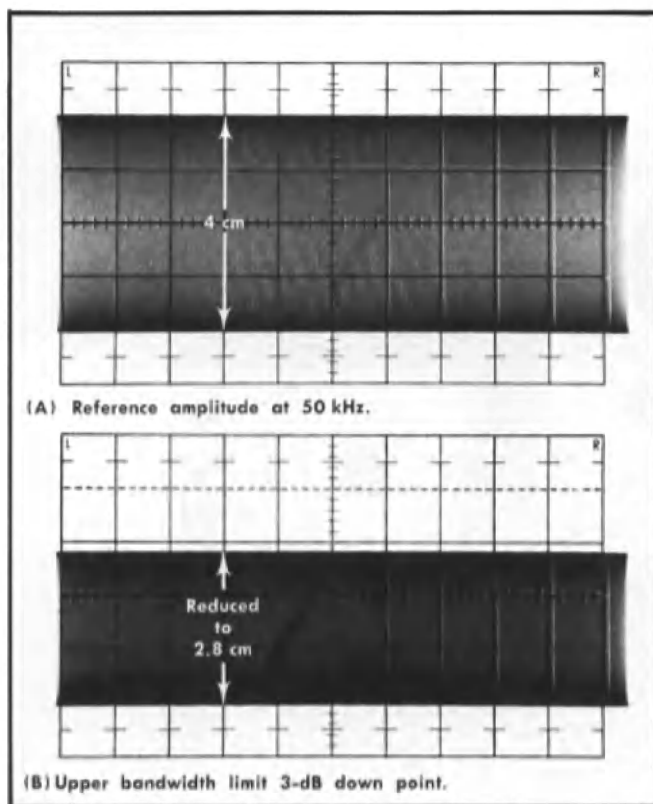 L R
4 cm
(A) Reference amplitude at 50 kHz.
L R
Reduced
to
2.8 cm
(B) Upper bandwidth limit 3-dB down point.